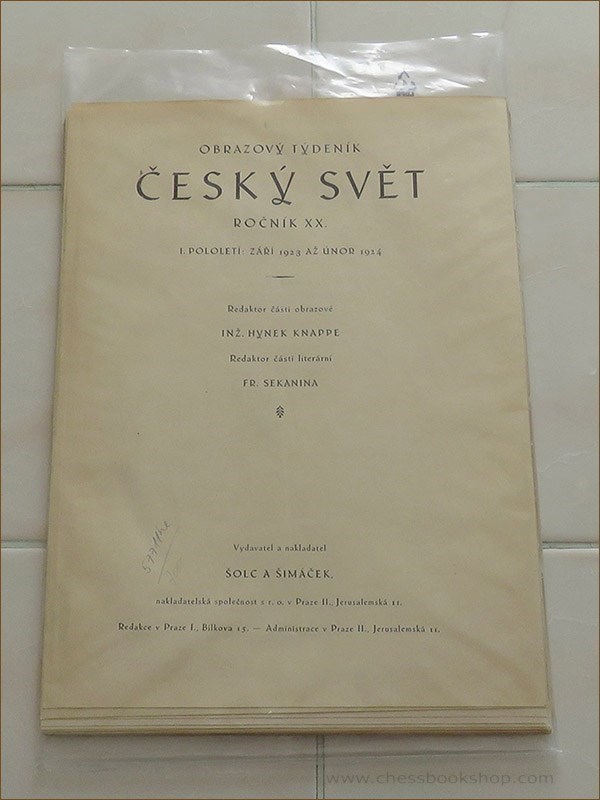 OBRAZOVÝ TÝDENÍK
ČESKÝ SVĚT
ROČNÍK XX.
I. POLOLETÍ: ZÁŘÍ 1923 AŽ ÚNOR 1924
Redaktor části obrazové
INŽ. HYNEK KNAPPE
Redaktor části literární
FR. SEKANINA
Vydavatel a nakladatel
ŠOLC A ŠIMÁČEK,
nakladatelská společnost s r. o. v Praze II., Jerusalemská 11.
Redakce v Praze I., Bílkova 15. — Administrace v Praze II., Jerusalemská 11.
www.chessbookshop.com